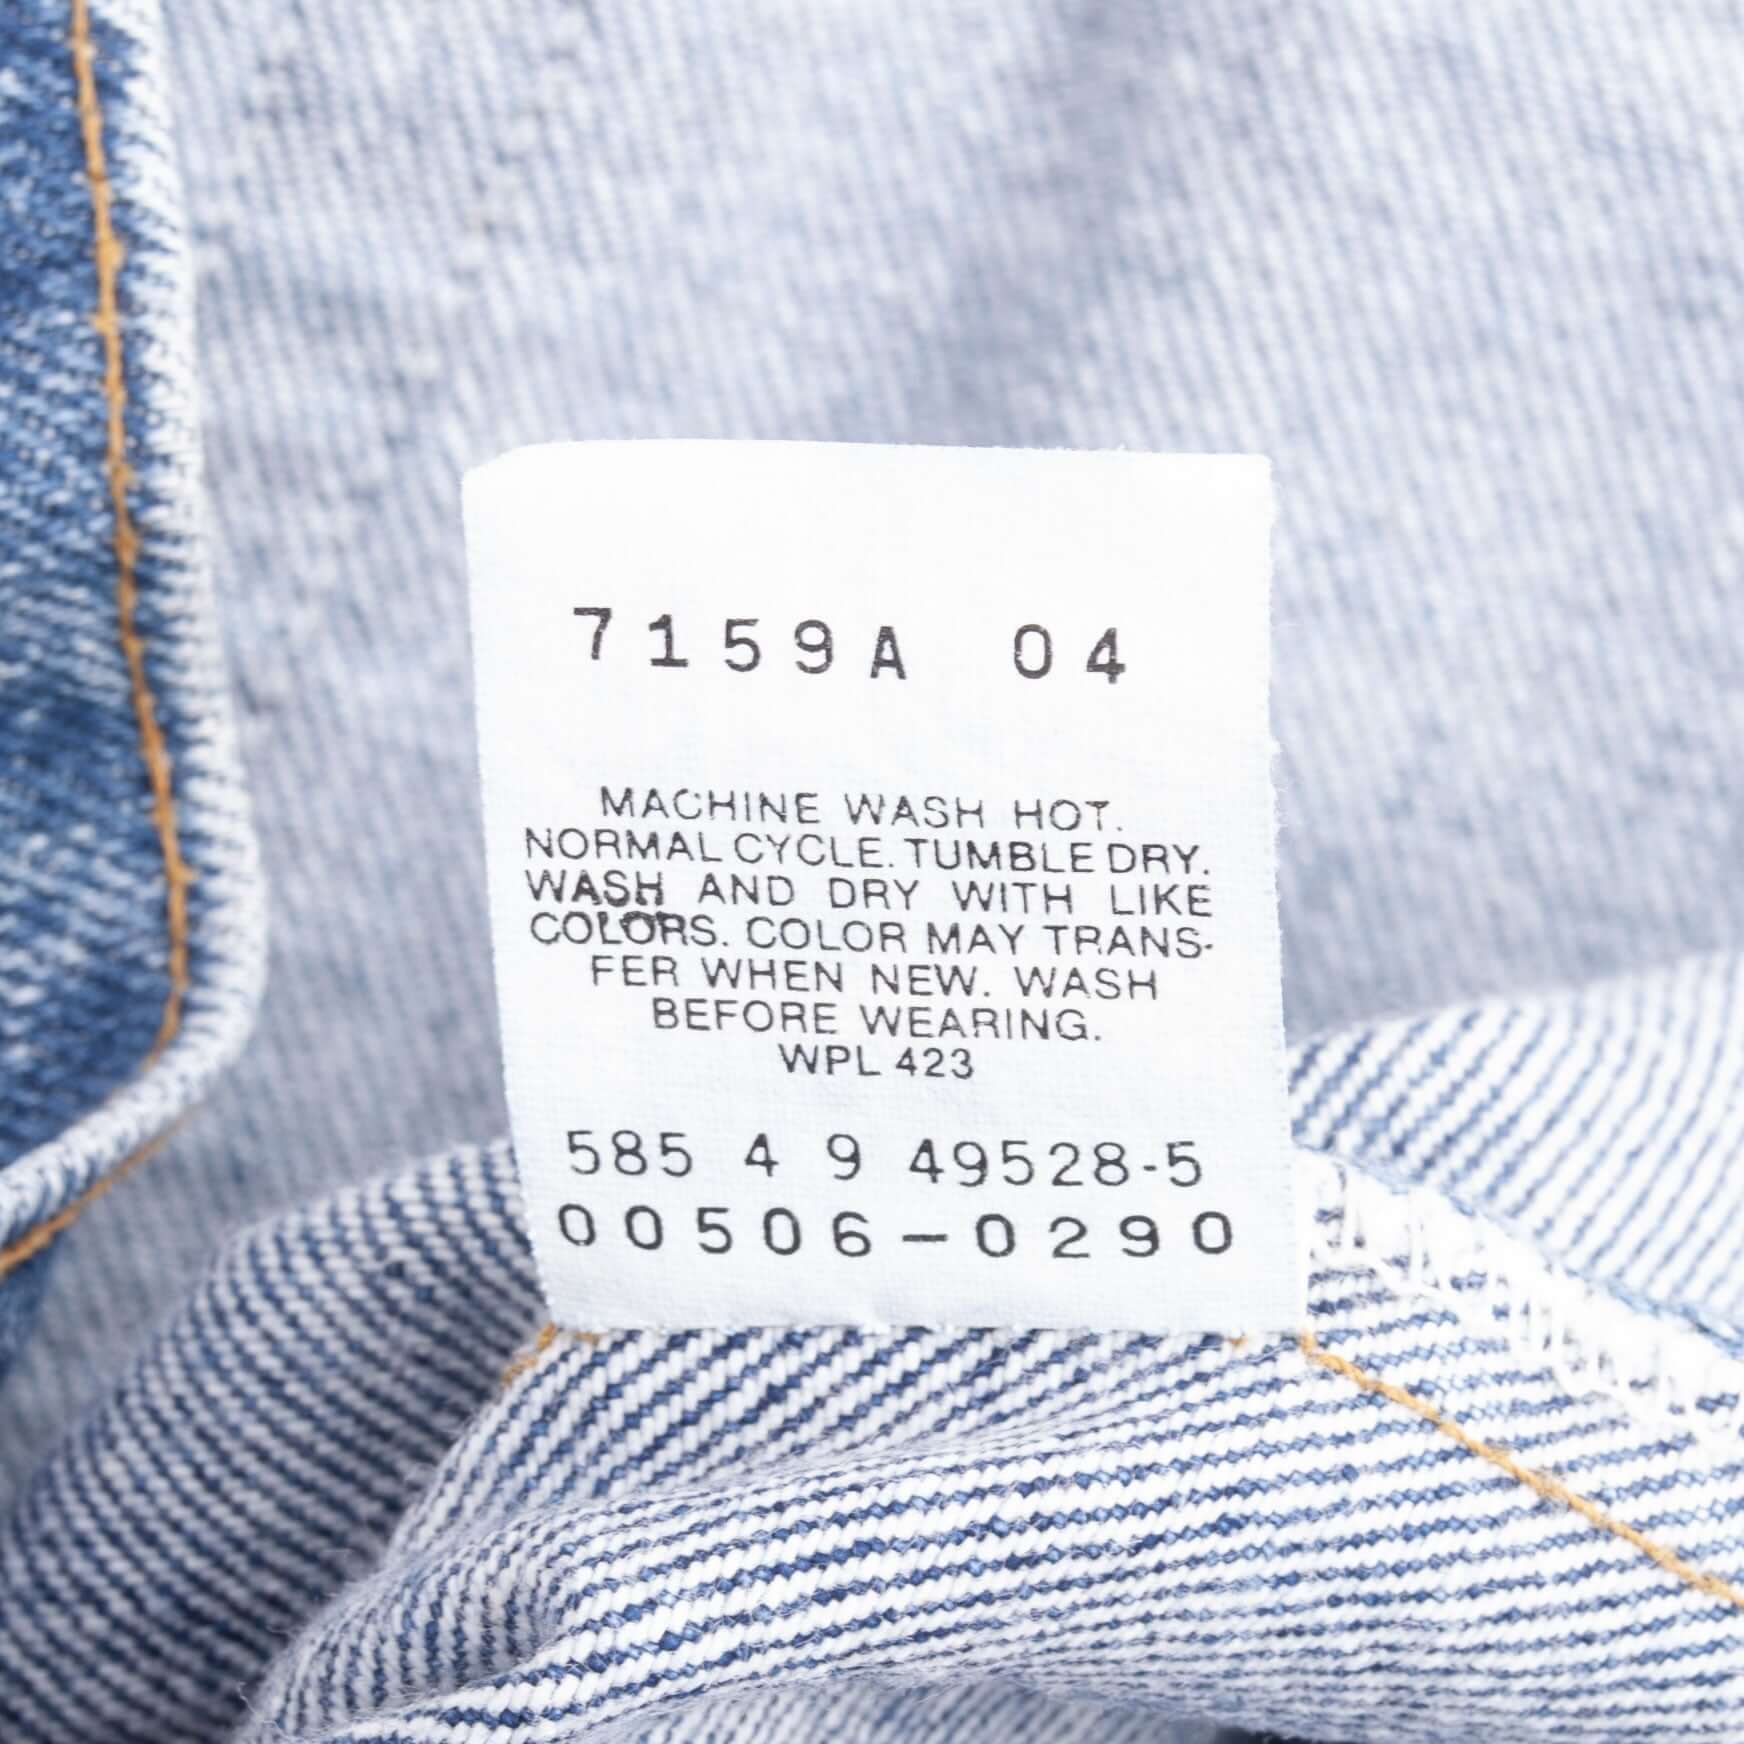 7159A 04
MACHINE WASH HOT.
NORMAL CYCLE. TUMBLE DRY.
WASH AND DRY WITH LIKE
COLORS. COLOR MAY TRANS-
FER WHEN NEW. WASH
BEFORE WEARING.
WPL 423
585 4 9 49528-5
00506-0290